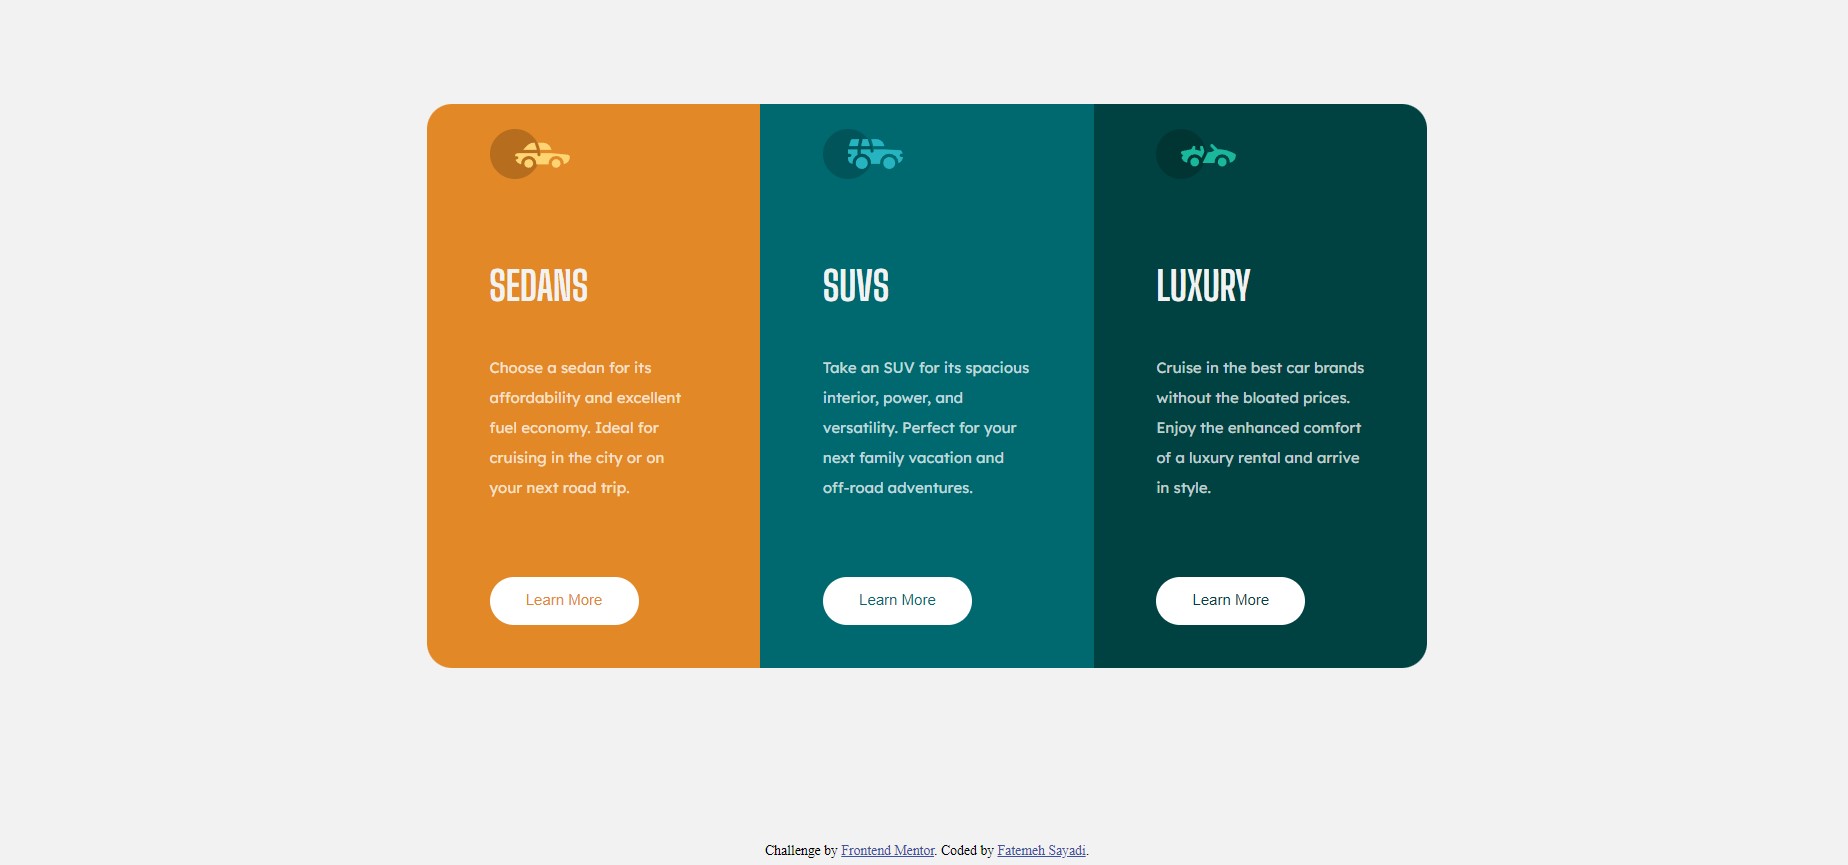 SEDANS
Choose a sedan for its
affordability and excellent
fuel economy. Ideal for
cruising in the city or on
your next road trip.
Learn More
SUVS
Take an SUV for its spacious
interior, power, and
versatility. Perfect for your
next family vacation and
off-road adventures.
Learn More
LUXURY
Cruise in the best car brands
without the bloated prices.
Enjoy the enhanced comfort
of a luxury rental and arrive
in style.
Learn More
Challenge by Frontend Mentor. Coded by Fatemeh Sayadi.